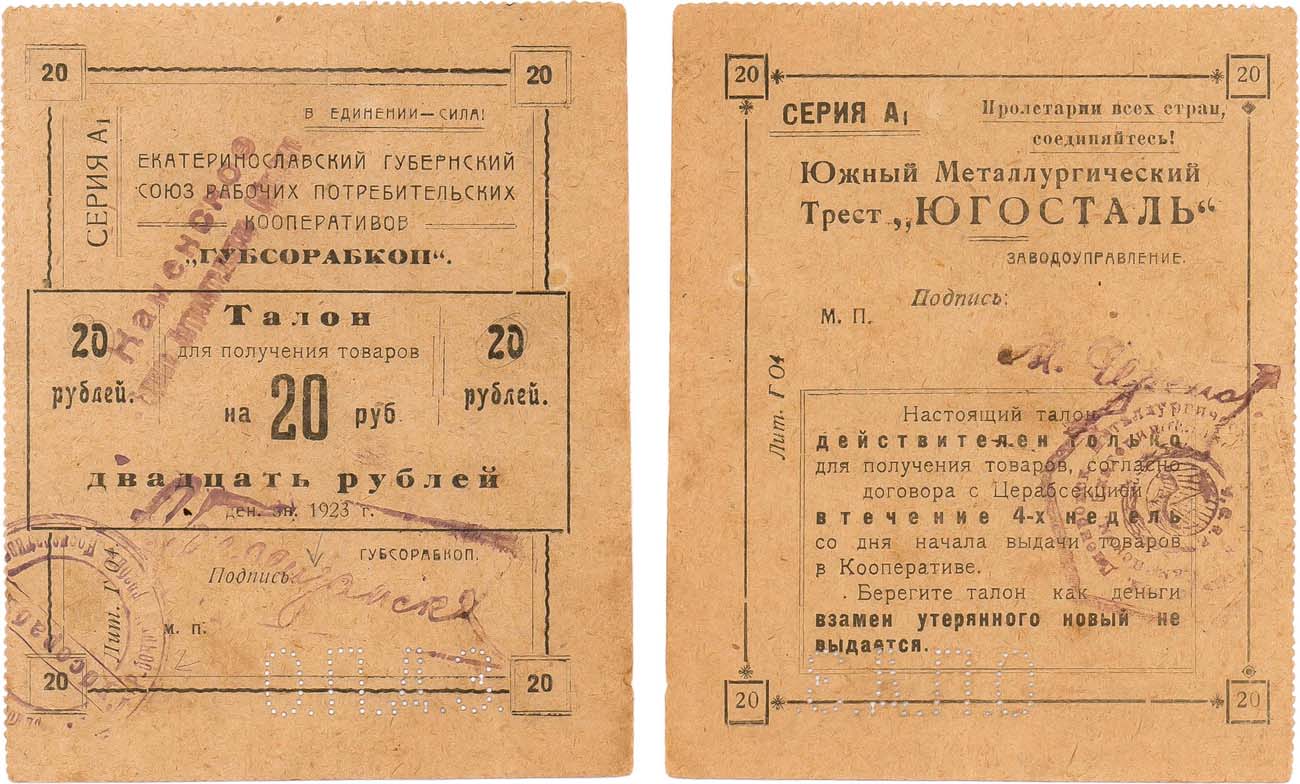 20
20
В ЕДИНЕНИИ — СИЛА!
СЕРИЯ А1
ЕКАТЕРИНОСЛАВСКИЙ ГУБЕРНСКИЙ
СОЮЗ РАБОЧИХ ПОТРЕБИТЕЛЬСКИХ
КООПЕРАТИВОВ
„ГУБСОРАБКОП“.
Каменское
20
рублей.
Талон
для получения товаров
на 20 руб
двадцать рублей
ден. зн. 1923 г.
20
рублей.
ГУБСОРАБКОП.
Подпись
Лит. Г 04
М. П.
20
20
20
20
СЕРИЯ А1
Пролетарии всех стран,
соединяйтесь!
Южный Металлургический
Трест „ЮГОСТАЛЬ“
ЗАВОДОУПРАВЛЕНИЕ.
Подпись:
М. П.
Лит. Г 04
Настоящий талон
действителен только
для получения товаров, согласно
договора с Церабсекцией
в течение 4-х недель
со дня начала выдачи товаров
в Кооперативе.
Берегите талон как деньги
взамен утерянного новый не
выдается.
20
20